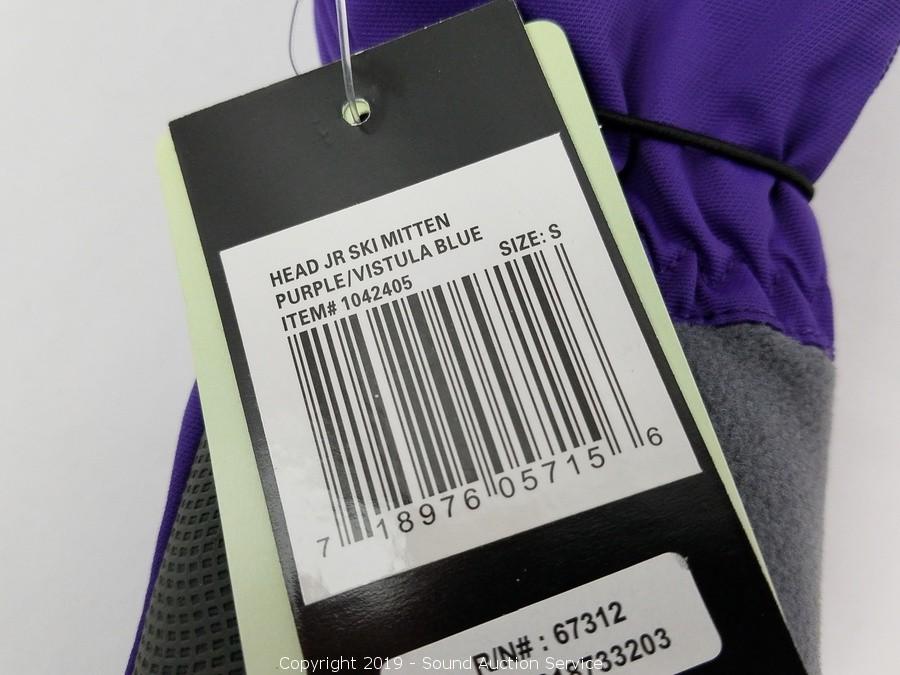 HEAD JR SKI MITTEN
PURPLE/VISTULA BLUE
SIZE: S
ITEM# 1042405
7 18976 05715 6
R/N# : 67312
Copyright 2019 - Sound Auction Service